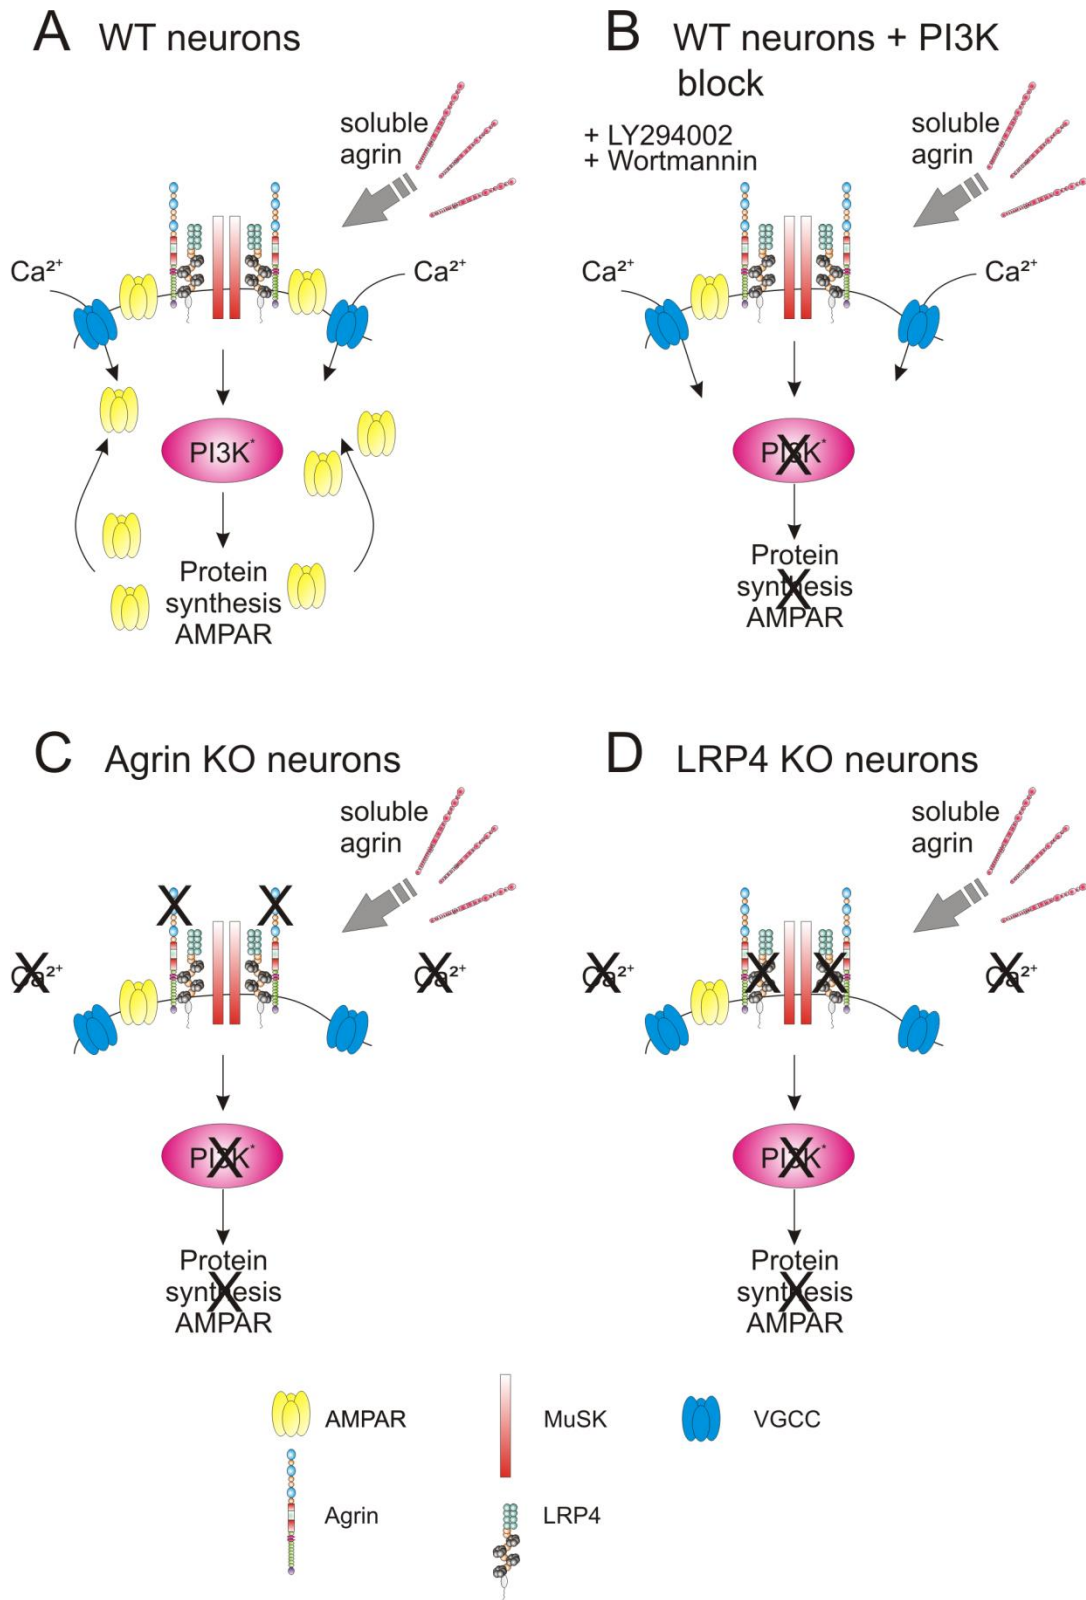 A WT neurons
soluble
agrin
Ca²⁺
Ca²⁺
PI3K*
Protein
synthesis
AMPAR
B WT neurons + PI3K
block
+ LY294002
+ Wortmannin
soluble
agrin
Ca²⁺
Ca²⁺
PI3K*
Protein
synthesis
AMPAR
C Agrin KO neurons
soluble
agrin
Ca²⁺
Ca²⁺
PI3K*
Protein
synthesis
AMPAR
D LRP4 KO neurons
soluble
agrin
Ca²⁺
Ca²⁺
PI3K*
Protein
synthesis
AMPAR
AMPAR
MuSK
VGCC
Agrin
LRP4